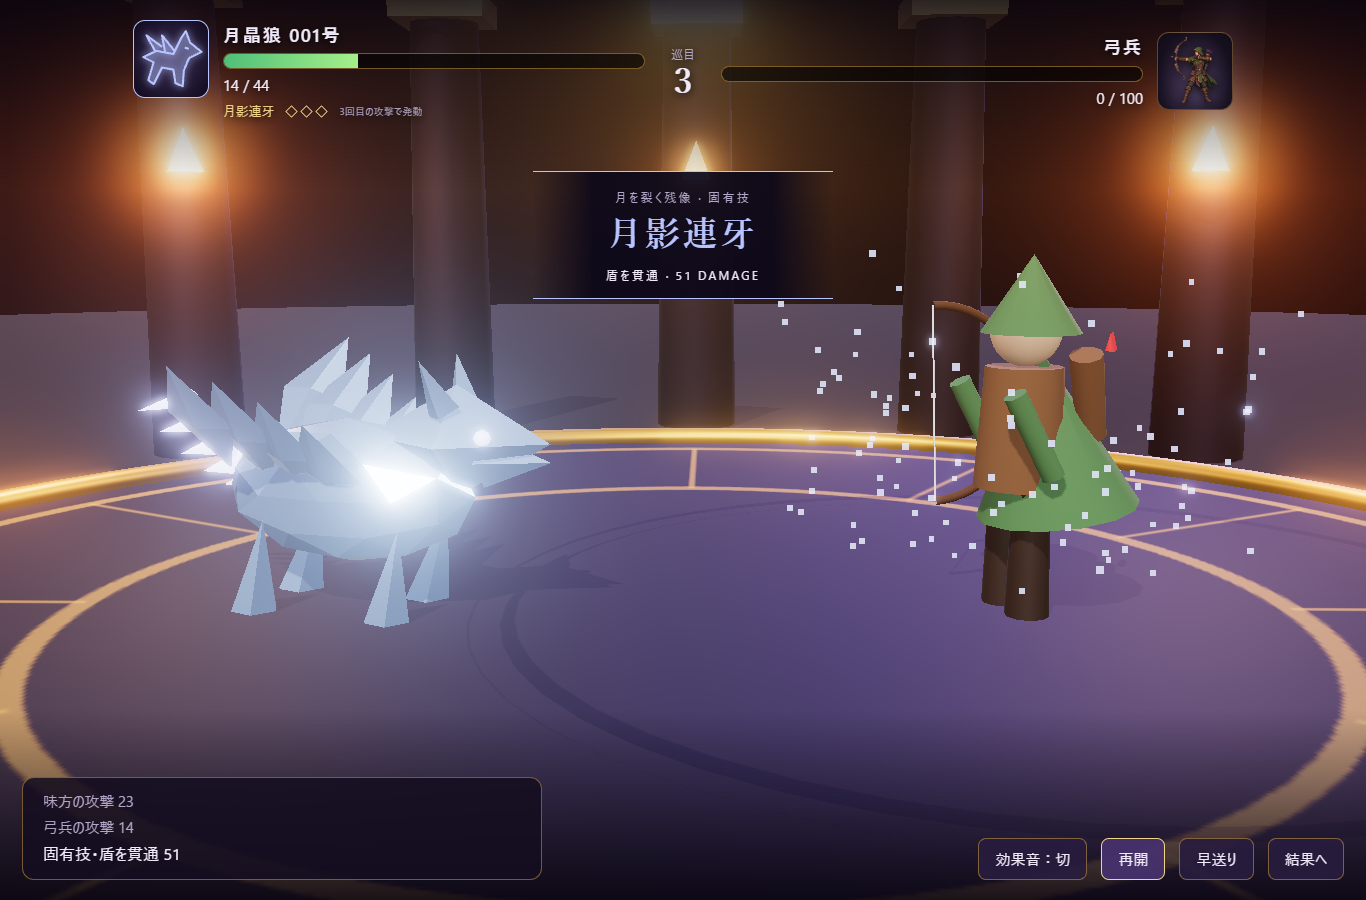 月晶狼 001号
14 / 44
月影連牙 ◇◇◇ 3回目の攻撃で発動
巡目
3
弓兵
0 / 100
月を裂く残像・固有技
月影連牙
盾を貫通・51 DAMAGE
味方の攻撃 23
弓兵の攻撃 14
固有技・盾を貫通 51
効果音：切
再開
早送り
結果へ